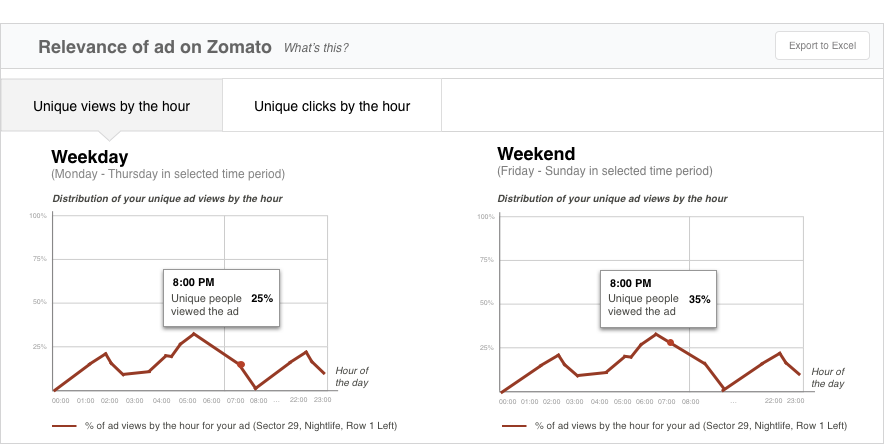 Relevance of ad on Zomato What's this?
Export to Excel
Unique views by the hour
Unique clicks by the hour
Weekday
(Monday - Thursday in selected time period)
Distribution of your unique ad views by the hour
100%
75%
50%
25%
8:00 PM
Unique people 25%
viewed the ad
Hour of
the day
00:00 01:00 02:00 03:00 04:00 05:00 06:00 07:00 08:00 ... 22:00 23:00
% of ad views by the hour for your ad (Sector 29, Nightlife, Row 1 Left)
Weekend
(Friday - Sunday in selected time period)
Distribution of your unique ad views by the hour
100%
75%
50%
25%
8:00 PM
Unique people 35%
viewed the ad
Hour of
the day
00:00 01:00 02:00 03:00 04:00 05:00 06:00 07:00 08:00 ... 22:00 23:00
% of ad views by the hour for your ad (Sector 29, Nightlife, Row 1 Left)